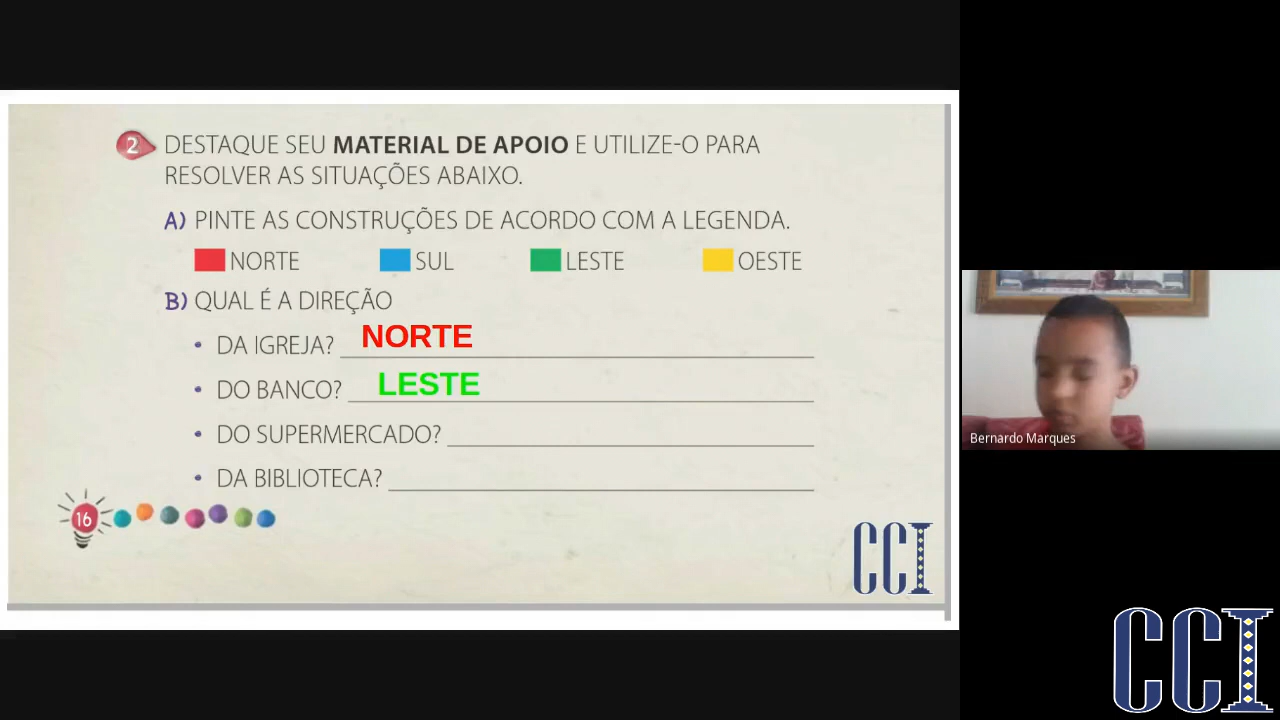 2 DESTAQUE SEU MATERIAL DE APOIO E UTILIZE-O PARA
RESOLVER AS SITUAÇÕES ABAIXO.
A) PINTE AS CONSTRUÇÕES DE ACORDO COM A LEGENDA.
NORTE SUL LESTE OESTE
B) QUAL É A DIREÇÃO
• DA IGREJA? NORTE
• DO BANCO? LESTE
• DO SUPERMERCADO?
• DA BIBLIOTECA?
16
CCI
Bernardo Marques
CCI